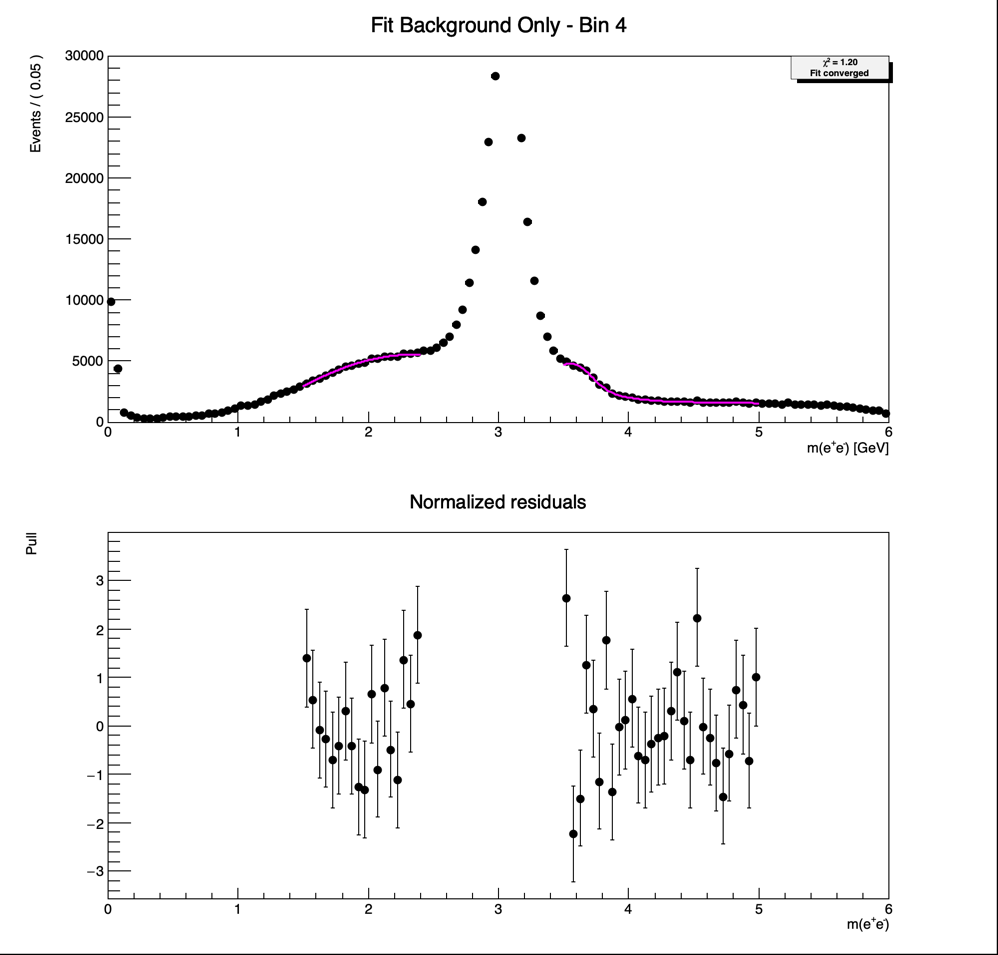 Fit Background Only - Bin 4
Events / ( 0.05 )
30000
25000
20000
15000
10000
5000
0
χ² = 1.20
Fit converged
0 1 2 3 4 5 6
m(e⁺e⁻) [GeV]
Normalized residuals
Pull
3
2
1
0
−1
−2
−3
0 1 2 3 4 5 6
m(e⁺e⁻)